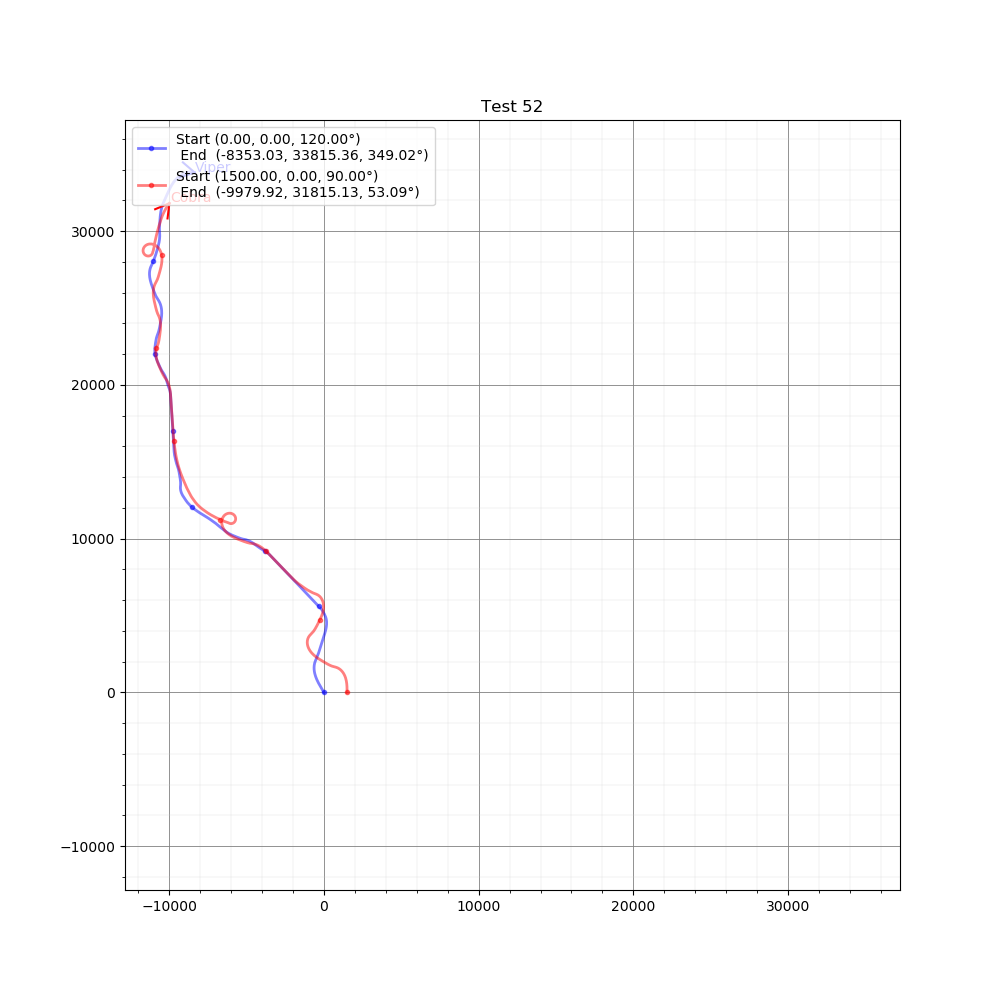 Test 52
Start (0.00, 0.00, 120.00°)
End  (-8353.03, 33815.36, 349.02°)
Start (1500.00, 0.00, 90.00°)
End  (-9979.92, 31815.13, 53.09°)
Viper
Cobra
30000
20000
10000
0
−10000
−10000
0
10000
20000
30000